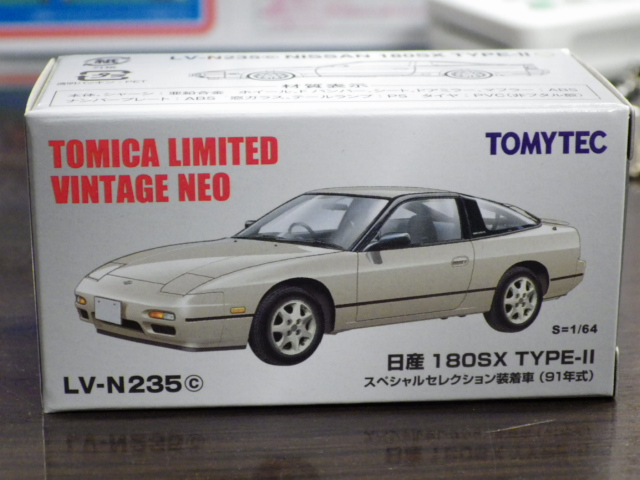 LV-N235Ⓒ NISSAN 180SX TYPE-II
材質表示
TOMICA LIMITED
VINTAGE NEO
TOMYTEC
S=1/64
日産 180SX TYPE-II
スペシャルセレクション装着車 (91年式)
LV-N235Ⓒ